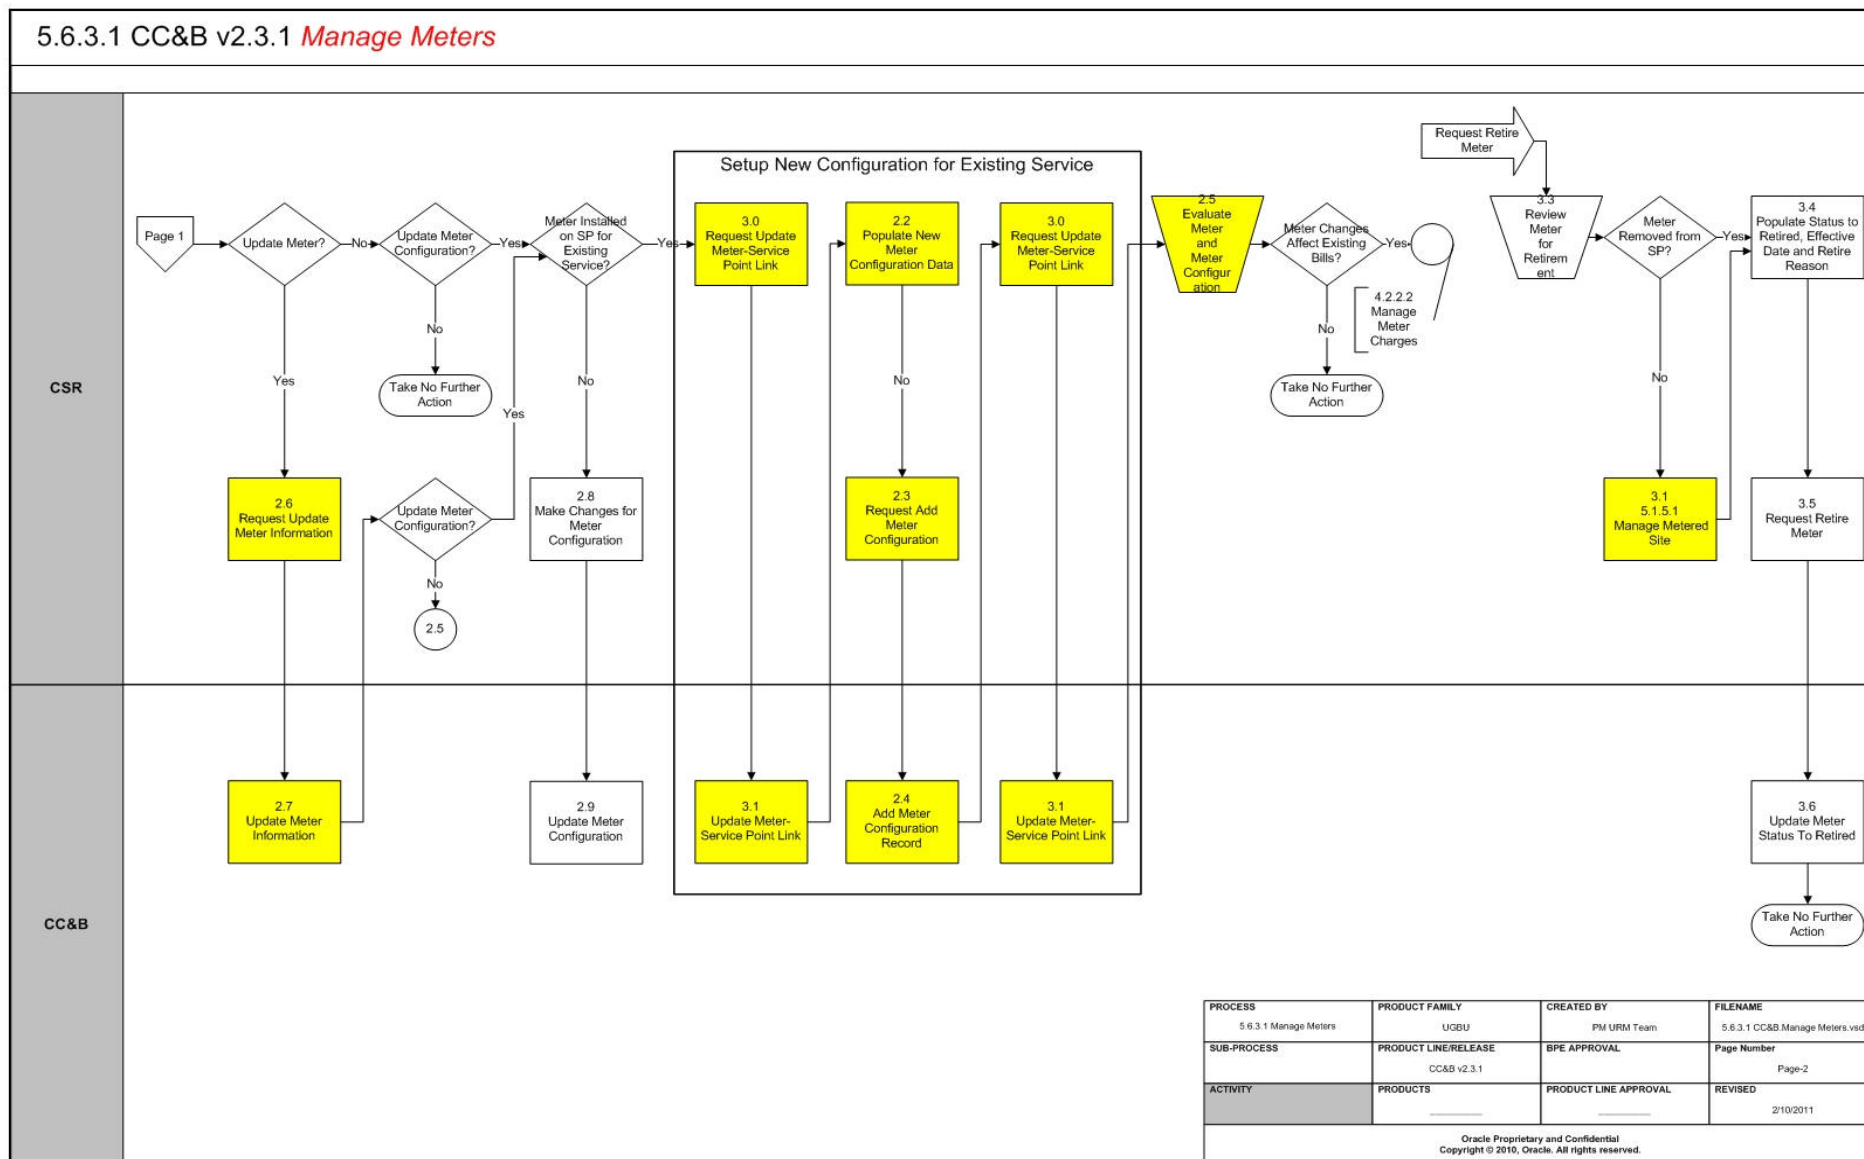 5.6.3.1 CC&B v2.3.1 Manage Meters
CSR
CC&B
Page 1
Update Meter?
No
Yes
Update Meter
Configuration?
Yes
No
Take No Further
Action
Meter Installed
on SP for
Existing
Service?
Yes
No
2.6
Request Update
Meter Information
2.7
Update Meter
Information
Update Meter
Configuration?
Yes
No
2.5
2.8
Make Changes for
Meter
Configuration
2.9
Update Meter
Configuration
Setup New Configuration for Existing Service
3.0
Request Update
Meter-Service
Point Link
3.1
Update Meter-
Service Point Link
2.2
Populate New
Meter
Configuration Data
No
2.3
Request Add
Meter
Configuration
2.4
Add Meter
Configuration
Record
3.0
Request Update
Meter-Service
Point Link
3.1
Update Meter-
Service Point Link
2.5
Evaluate
Meter
and
Meter
Configur
ation
Meter Changes
Affect Existing
Bills?
Yes
No
4.2.2.2
Manage
Meter
Charges
Take No Further
Action
Request Retire
Meter
3.3
Review
Meter
for
Retirem
ent
Meter
Removed from
SP?
Yes
No
3.1
5.1.5.1
Manage Metered
Site
3.4
Populate Status to
Retired, Effective
Date and Retire
Reason
3.5
Request Retire
Meter
3.6
Update Meter
Status To Retired
Take No Further
Action
PROCESS
5.6.3.1 Manage Meters
PRODUCT FAMILY
UGBU
CREATED BY
PM URM Team
FILENAME
5.6.3.1 CC&B.Manage Meters.vsd
SUB-PROCESS
PRODUCT LINE/RELEASE
CC&B v2.3.1
BPE APPROVAL
Page Number
Page-2
ACTIVITY
PRODUCTS
PRODUCT LINE APPROVAL
REVISED
2/10/2011
Oracle Proprietary and Confidential
Copyright © 2010, Oracle. All rights reserved.